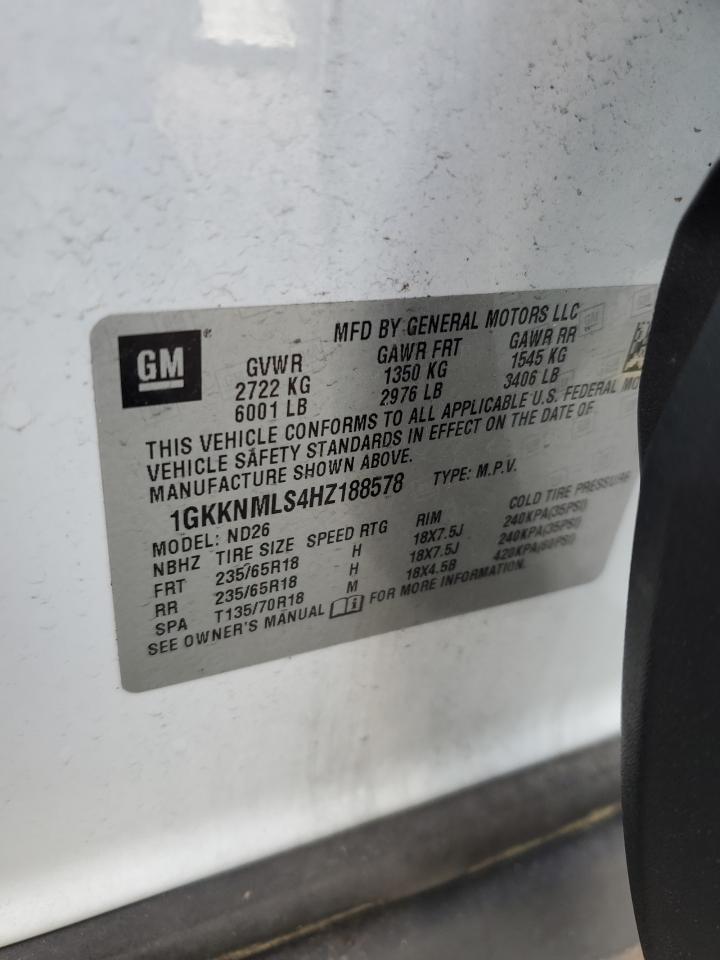 GM
MFD BY GENERAL MOTORS LLC
GVWR GAWR FRT GAWR RR
2722 KG 1350 KG 1545 KG
6001 LB 2976 LB 3406 LB
THIS VEHICLE CONFORMS TO ALL APPLICABLE U.S. FEDERAL
VEHICLE SAFETY STANDARDS IN EFFECT ON THE DATE OF
MANUFACTURE SHOWN ABOVE.
1GKKNMLS4HZ188578 TYPE: M.P.V.
MODEL: ND26
NBHZ TIRE SIZE SPEED RTG RIM COLD TIRE PRESSURE
FRT 235/65R18 H 18X7.5J 240KPA(35PSI)
RR 235/65R18 H 18X7.5J 240KPA(35PSI)
SPA T135/70R18 M 18X4.5B 420KPA(60PSI)
SEE OWNER'S MANUAL FOR MORE INFORMATION.